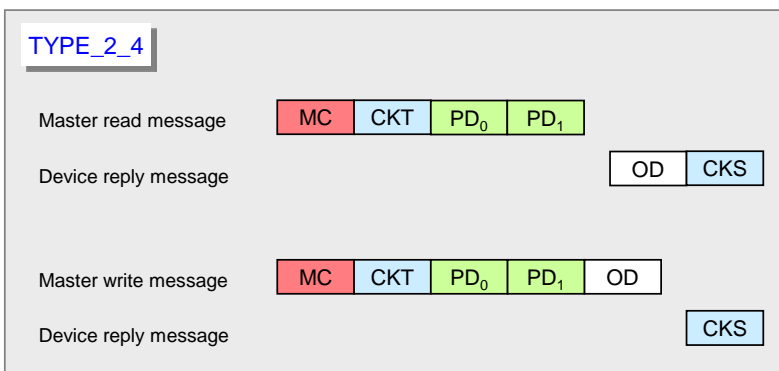 TYPE_2_4
Master read message MC CKT PD₀ PD₁
Device reply message OD CKS
Master write message MC CKT PD₀ PD₁ OD
Device reply message CKS